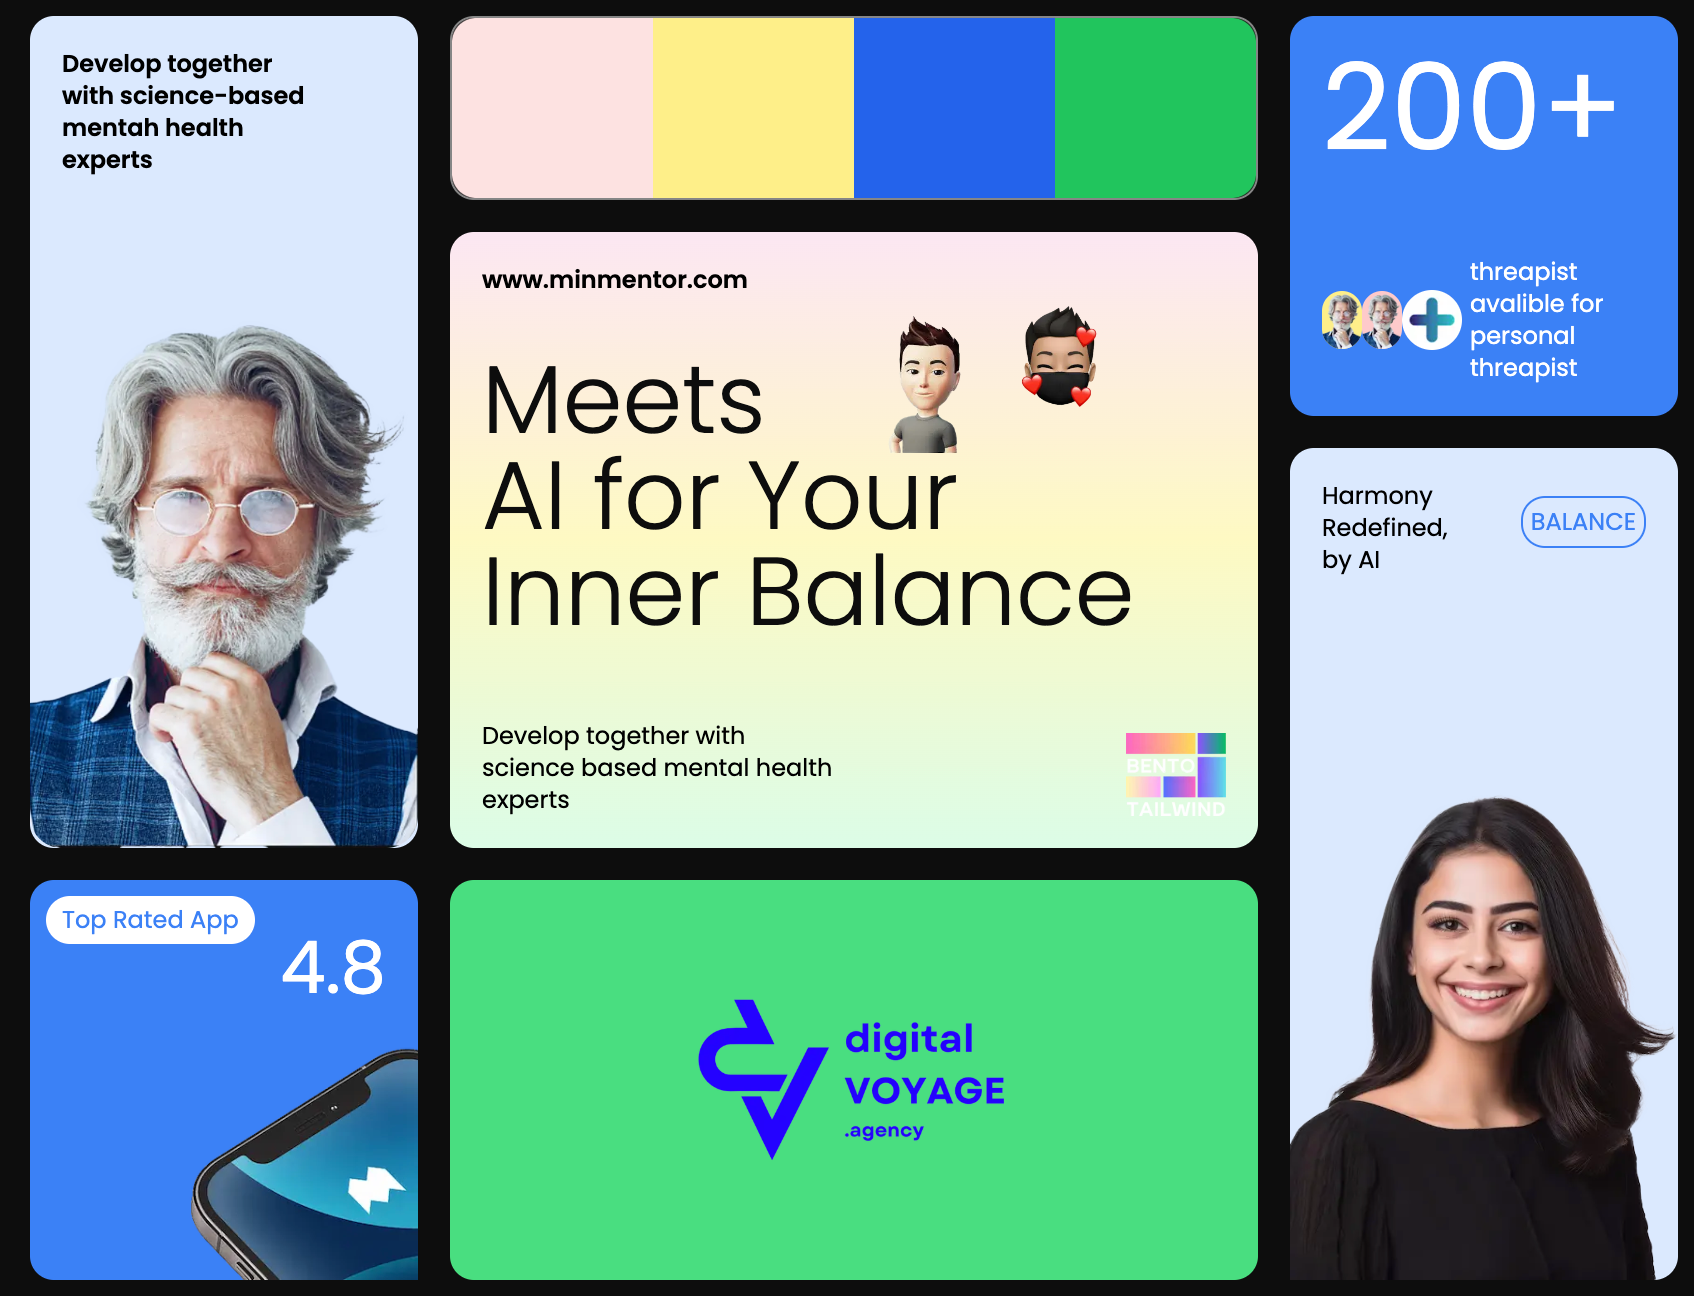 Develop together
with science-based
mentah health
experts
www.minmentor.com
Meets
AI for Your
Inner Balance
Develop together with
science based mental health
experts
BENTO
TAILWIND
200+
threapist
avalible for
personal
threapist
Harmony
Redefined,
by AI
BALANCE
Top Rated App
4.8
digital
VOYAGE
.agency